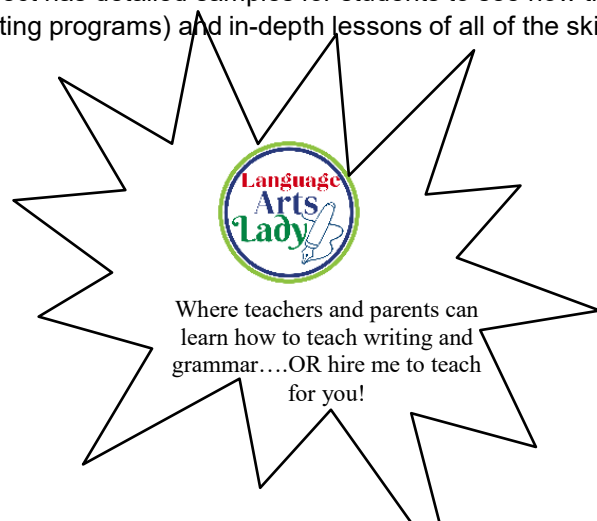 ting programs) and in-depth lessons of all of the ski
Language
Arts
Lady
Where teachers and parents can
learn how to teach writing and
grammar….OR hire me to teach
for you!